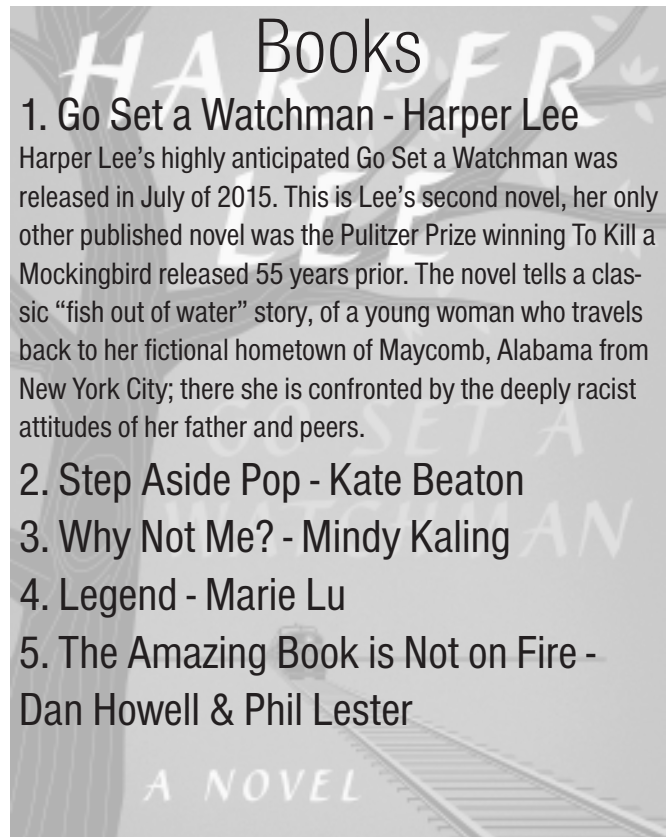 Books
1. Go Set a Watchman - Harper Lee
Harper Lee’s highly anticipated Go Set a Watchman was
released in July of 2015. This is Lee’s second novel, her only
other published novel was the Pulitzer Prize winning To Kill a
Mockingbird released 55 years prior. The novel tells a clas-
sic “fish out of water” story, of a young woman who travels
back to her fictional hometown of Maycomb, Alabama from
New York City; there she is confronted by the deeply racist
attitudes of her father and peers.
2. Step Aside Pop - Kate Beaton
3. Why Not Me? - Mindy Kaling
4. Legend - Marie Lu
5. The Amazing Book is Not on Fire -
Dan Howell & Phil Lester
HARPER
LEE
GO SET A
WATCHMAN
A NOVEL